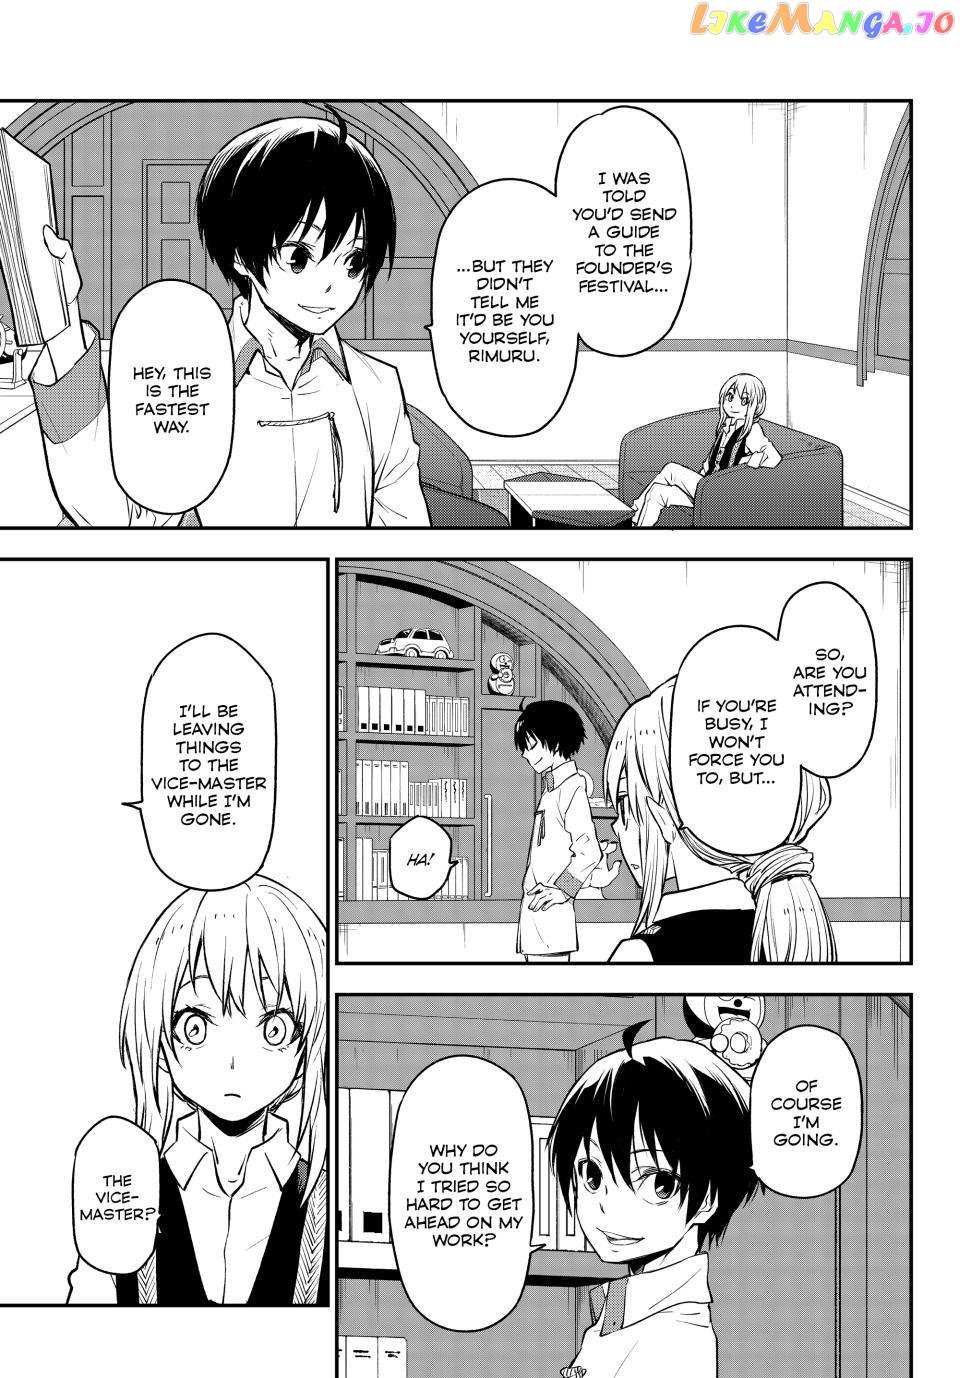 LIKEMANGA.IO
I WAS
TOLD
YOU'D SEND
A GUIDE
TO THE
FOUNDER'S
FESTIVAL...
...BUT THEY
DIDN'T
TELL ME
IT'D BE YOU
YOURSELF,
RIMURU.
HEY, THIS
IS THE
FASTEST
WAY.
SO,
ARE YOU
ATTEND-
ING?
IF YOU'RE
BUSY, I
WON'T
FORCE YOU
TO, BUT...
HA!
OF
COURSE
I'M
GOING.
WHY DO
YOU THINK
I TRIED SO
HARD TO GET
AHEAD ON MY
WORK?
I'LL BE
LEAVING
THINGS
TO THE
VICE-MASTER
WHILE I'M
GONE.
THE
VICE-
MASTER?